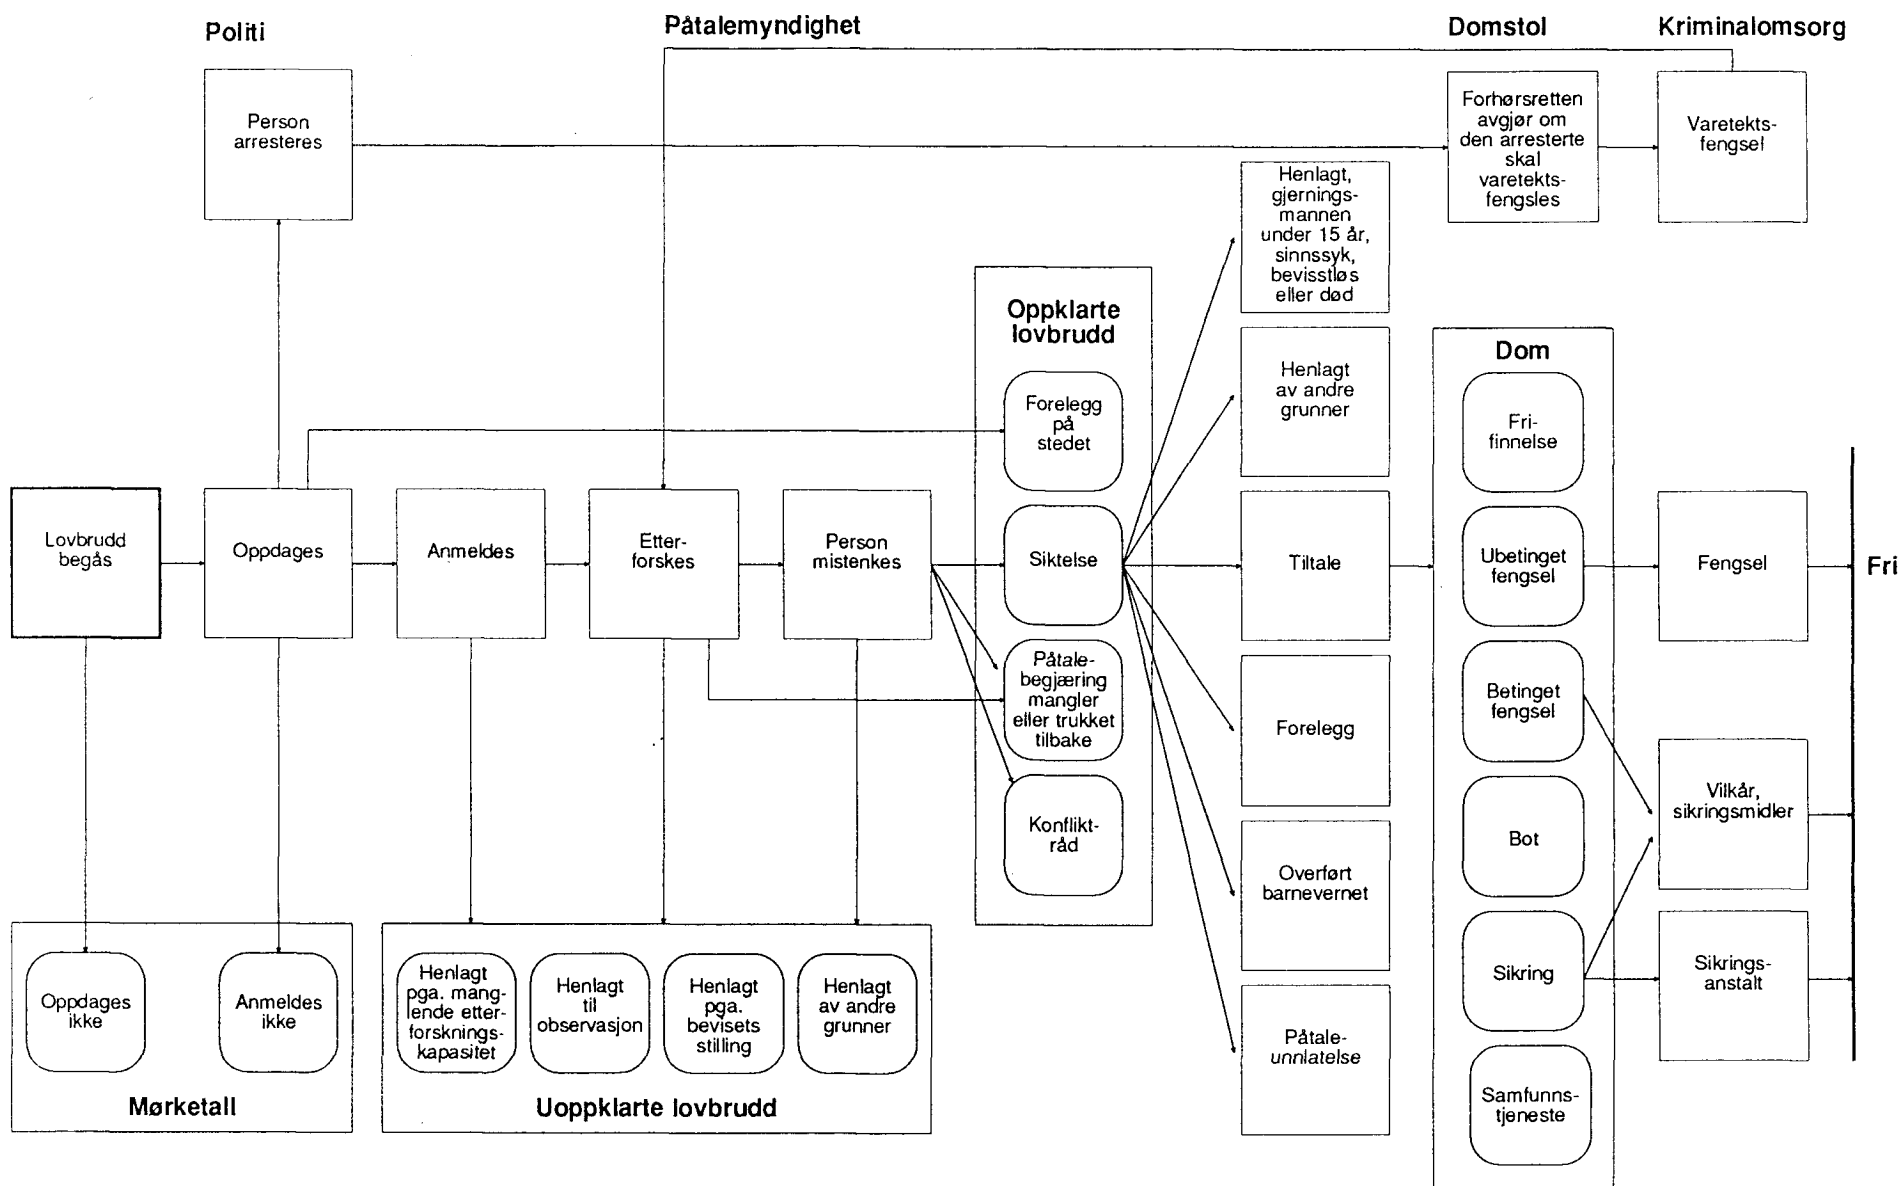 Politi
Påtalemyndighet
Domstol
Kriminalomsorg
Person
arresteres
Forhørsretten
avgjør om
den arresterte
skal
varetekts-
fengsles
Varetekts-
fengsel
Henlagt,
gjernings-
mannen
under 15 år,
sinnssyk,
bevisstløs
eller død
Oppklarte
lovbrudd
Forelegg
på
stedet
Henlagt
av andre
grunner
Dom
Fri-
finnelse
Lovbrudd
begås
Oppdages
Anmeldes
Etter-
forskes
Person
mistenkes
Siktelse
Tiltale
Ubetinget
fengsel
Fengsel
Fri
Påtale-
begjæring
mangler
eller trukket
tilbake
Forelegg
Betinget
fengsel
Konflikt-
råd
Overført
barnevernet
Bot
Vilkår,
sikringsmidler
Oppdages
ikke
Anmeldes
ikke
Mørketall
Henlagt
pga. mang-
lende etter-
forsknings-
kapasitet
Henlagt
til
observasjon
Henlagt
pga.
bevisets
stilling
Henlagt
av andre
grunner
Uoppklarte lovbrudd
Påtale-
unnlatelse
Sikring
Sikrings-
anstalt
Samfunns-
tjeneste